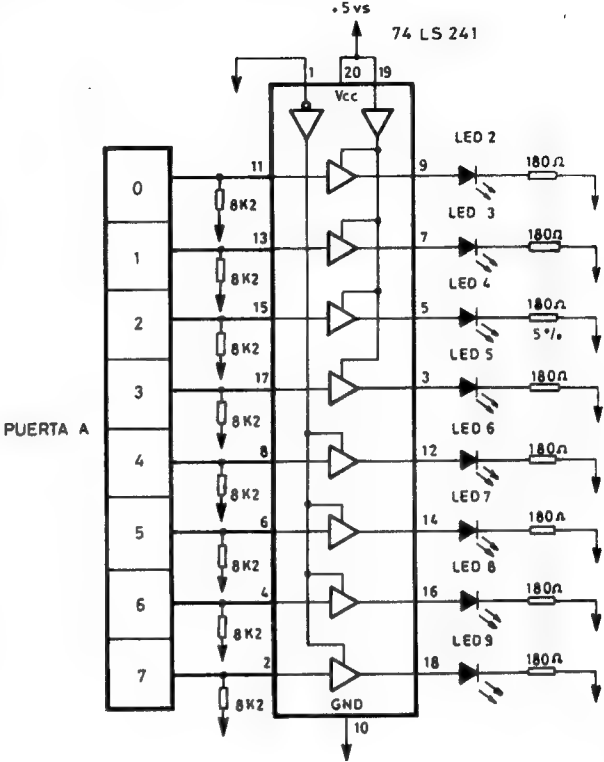 +5 vs
74 LS 241
1
20
19
Vcc
LED 2
0
11
9
180Ω
8K2
LED 3
1
13
7
180Ω
8K2
LED 4
2
15
5
180Ω
5%
8K2
LED 5
3
17
3
180Ω
8K2
PUERTA A
LED 6
4
8
12
180Ω
8K2
LED 7
5
6
14
180Ω
8K2
LED 8
6
4
16
180Ω
8K2
LED 9
7
2
18
180Ω
8K2
GND
10